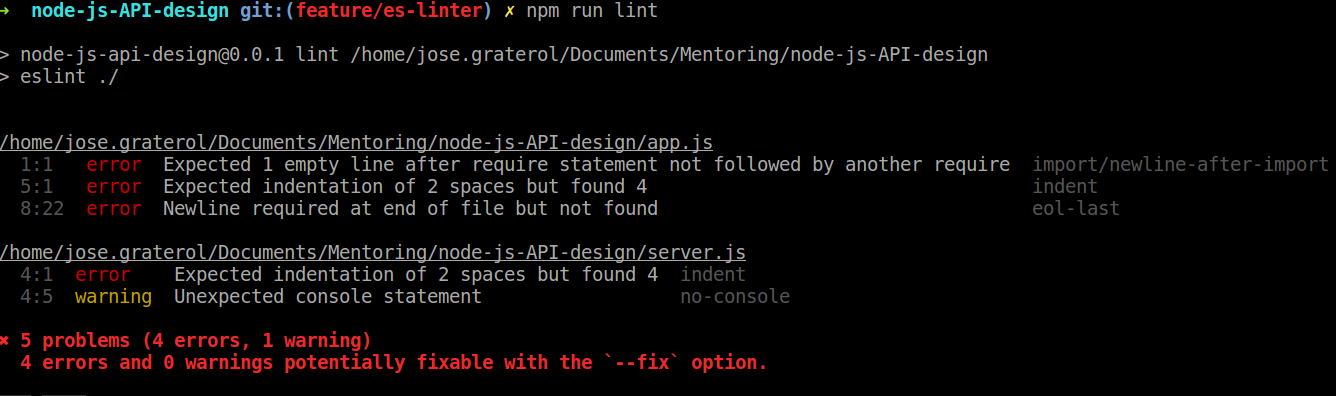 → node-js-API-design git:(feature/es-linter) ✗ npm run lint
> node-js-api-design@0.0.1 lint /home/jose.graterol/Documents/Mentoring/node-js-API-design
> eslint ./
/home/jose.graterol/Documents/Mentoring/node-js-API-design/app.js
1:1 error Expected 1 empty line after require statement not followed by another require import/newline-after-import
5:1 error Expected indentation of 2 spaces but found 4 indent
8:22 error Newline required at end of file but not found eol-last
/home/jose.graterol/Documents/Mentoring/node-js-API-design/server.js
4:1 error Expected indentation of 2 spaces but found 4 indent
4:5 warning Unexpected console statement no-console
✖ 5 problems (4 errors, 1 warning)
4 errors and 0 warnings potentially fixable with the `--fix` option.